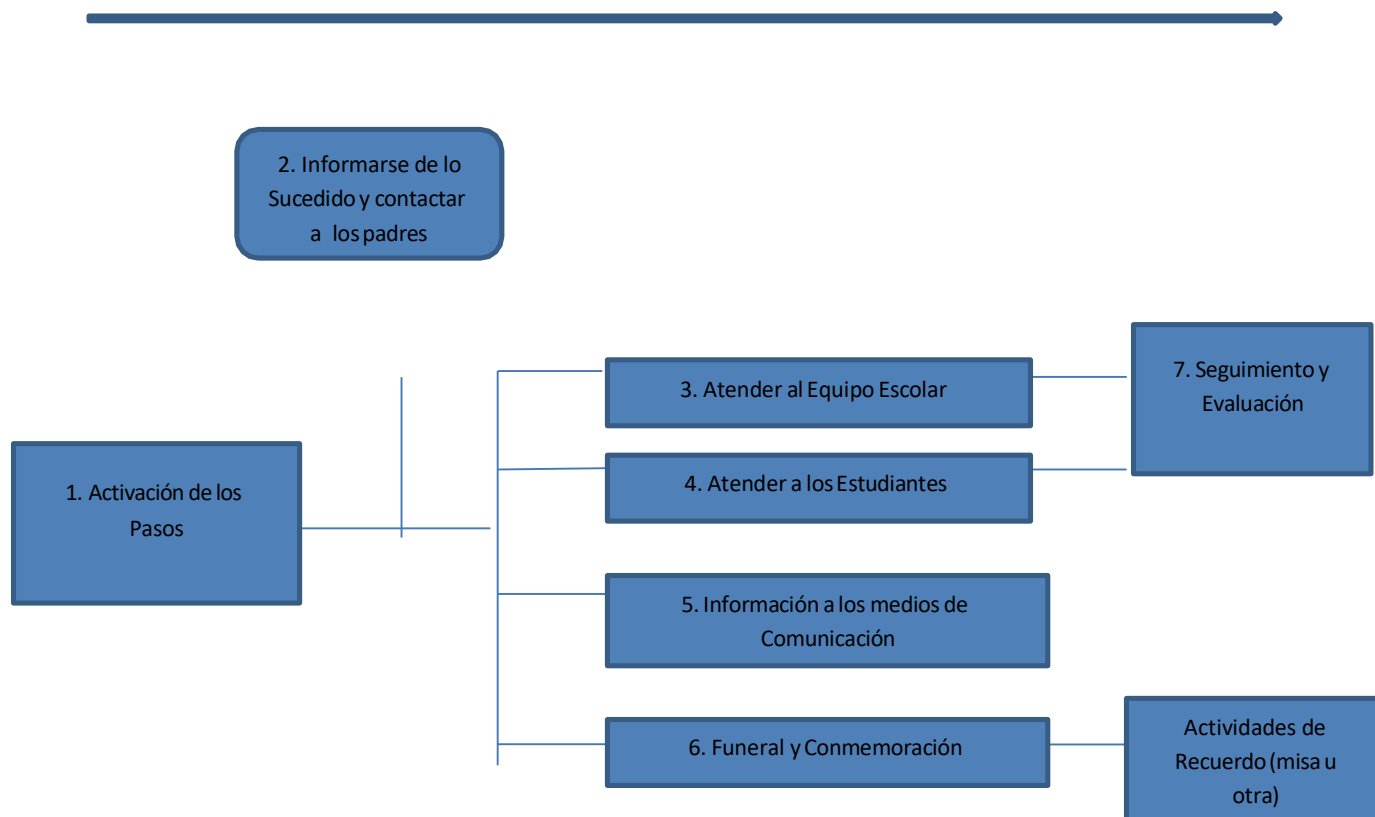 2. Informarse de lo
Sucedido y contactar
a los padres
3. Atender al Equipo Escolar
7. Seguimiento y
Evaluación
1. Activación de los
Pasos
4. Atender a los Estudiantes
5. Información a los medios de
Comunicación
6. Funeral y Conmemoración
Actividades de
Recuerdo (misa u
otra)